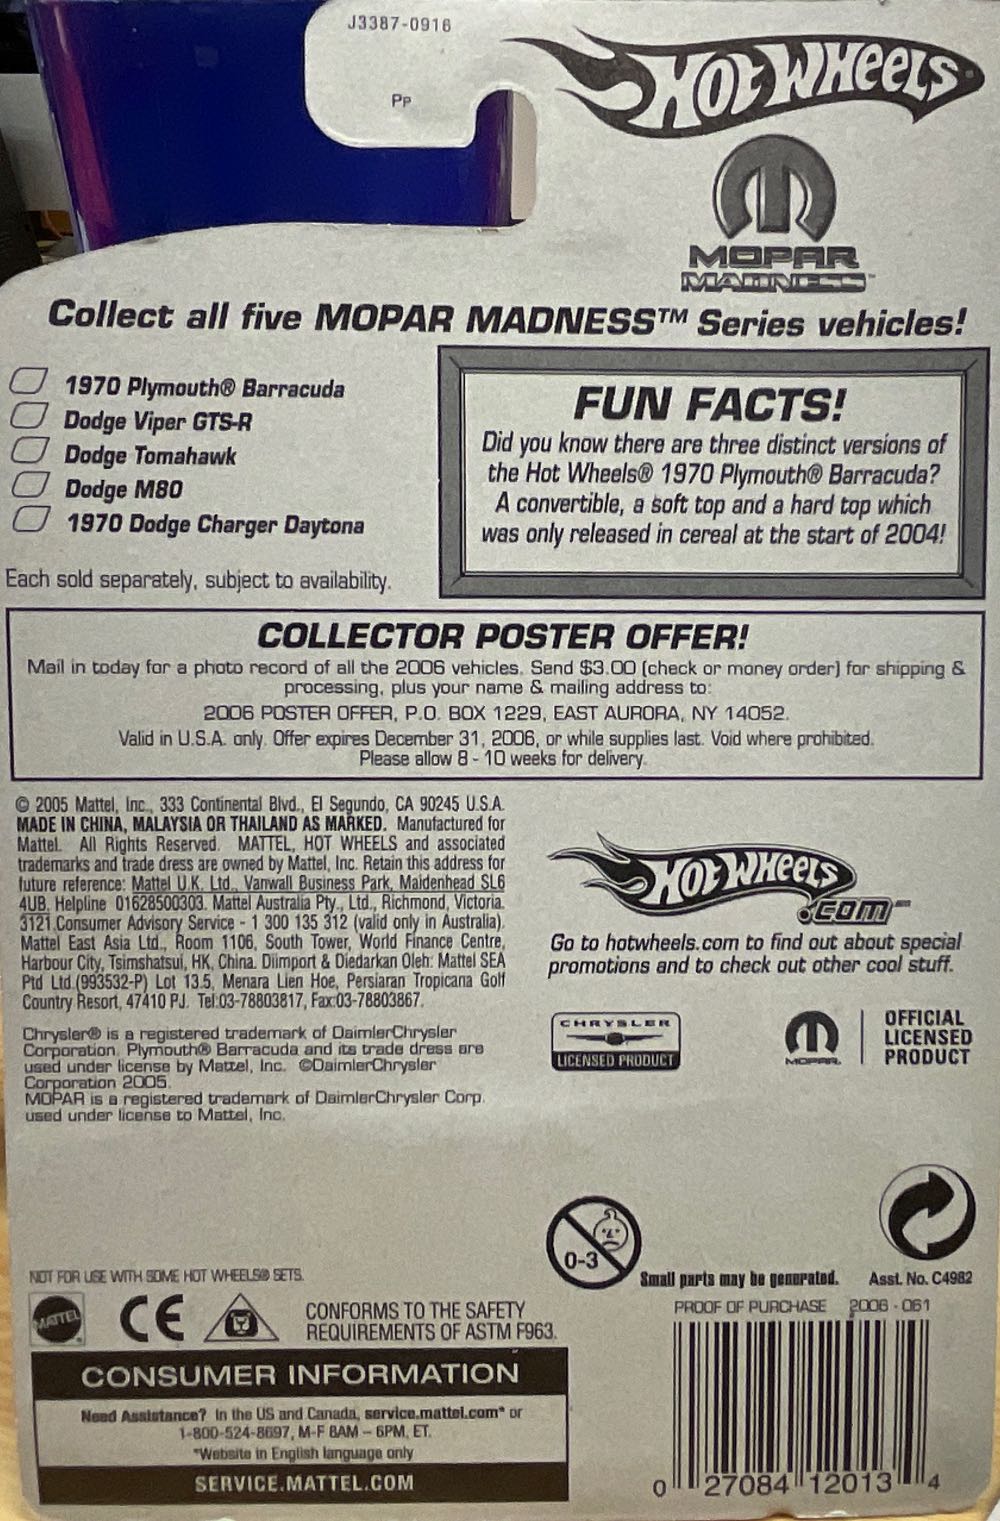 J3387-0916
Pp
HOT WHEELS
MOPAR
MADNESS™
Collect all five MOPAR MADNESS™ Series vehicles!
1970 Plymouth® Barracuda
Dodge Viper GTS-R
Dodge Tomahawk
Dodge M80
1970 Dodge Charger Daytona
Each sold separately, subject to availability.
FUN FACTS!
Did you know there are three distinct versions of
the Hot Wheels® 1970 Plymouth® Barracuda?
A convertible, a soft top and a hard top which
was only released in cereal at the start of 2004!
COLLECTOR POSTER OFFER!
Mail in today for a photo record of all the 2006 vehicles. Send $3.00 (check or money order) for shipping &
processing, plus your name & mailing address to:
2006 POSTER OFFER, P.O. BOX 1229, EAST AURORA, NY 14052.
Valid in U.S.A. only. Offer expires December 31, 2006, or while supplies last. Void where prohibited.
Please allow 8 - 10 weeks for delivery.
© 2005 Mattel, Inc., 333 Continental Blvd., El Segundo, CA 90245 U.S.A.
MADE IN CHINA, MALAYSIA OR THAILAND AS MARKED. Manufactured for
Mattel. All Rights Reserved. MATTEL, HOT WHEELS and associated
trademarks and trade dress are owned by Mattel, Inc. Retain this address for
future reference: Mattel U.K. Ltd., Vanwall Business Park, Maidenhead SL6
4UB. Helpline 01628500303. Mattel Australia Pty., Ltd., Richmond, Victoria.
3121.Consumer Advisory Service - 1 300 135 312 (valid only in Australia).
Mattel East Asia Ltd., Room 1106, South Tower, World Finance Centre,
Harbour City, Tsimshatsui, HK, China. Diimport & Diedarkan Oleh: Mattel SEA
Ptd Ltd.(993532-P) Lot 13.5, Menara Lien Hoe, Persiaran Tropicana Golf
Country Resort, 47410 PJ. Tel:03-78803817, Fax:03-78803867.
Chrysler® is a registered trademark of DaimlerChrysler
Corporation. Plymouth® Barracuda and its trade dress are
used under license by Mattel, Inc. ©DaimlerChrysler
Corporation 2005.
MOPAR is a registered trademark of DaimlerChrysler Corp.
used under license to Mattel, Inc.
HOT WHEELS
.com™
Go to hotwheels.com to find out about special
promotions and to check out other cool stuff.
CHRYSLER
LICENSED PRODUCT
MOPAR.
OFFICIAL
LICENSED
PRODUCT
0-3
Small parts may be generated.
Asst. No. C4982
NOT FOR USE WITH SOME HOT WHEELS® SETS.
MATTEL
CE
CONFORMS TO THE SAFETY
REQUIREMENTS OF ASTM F963.
PROOF OF PURCHASE 2006 - 061
CONSUMER INFORMATION
Need Assistance? In the US and Canada, service.mattel.com* or
1-800-524-8697, M-F 8AM – 6PM, ET.
*Website in English language only
SERVICE.MATTEL.COM
0 27084 12013 4